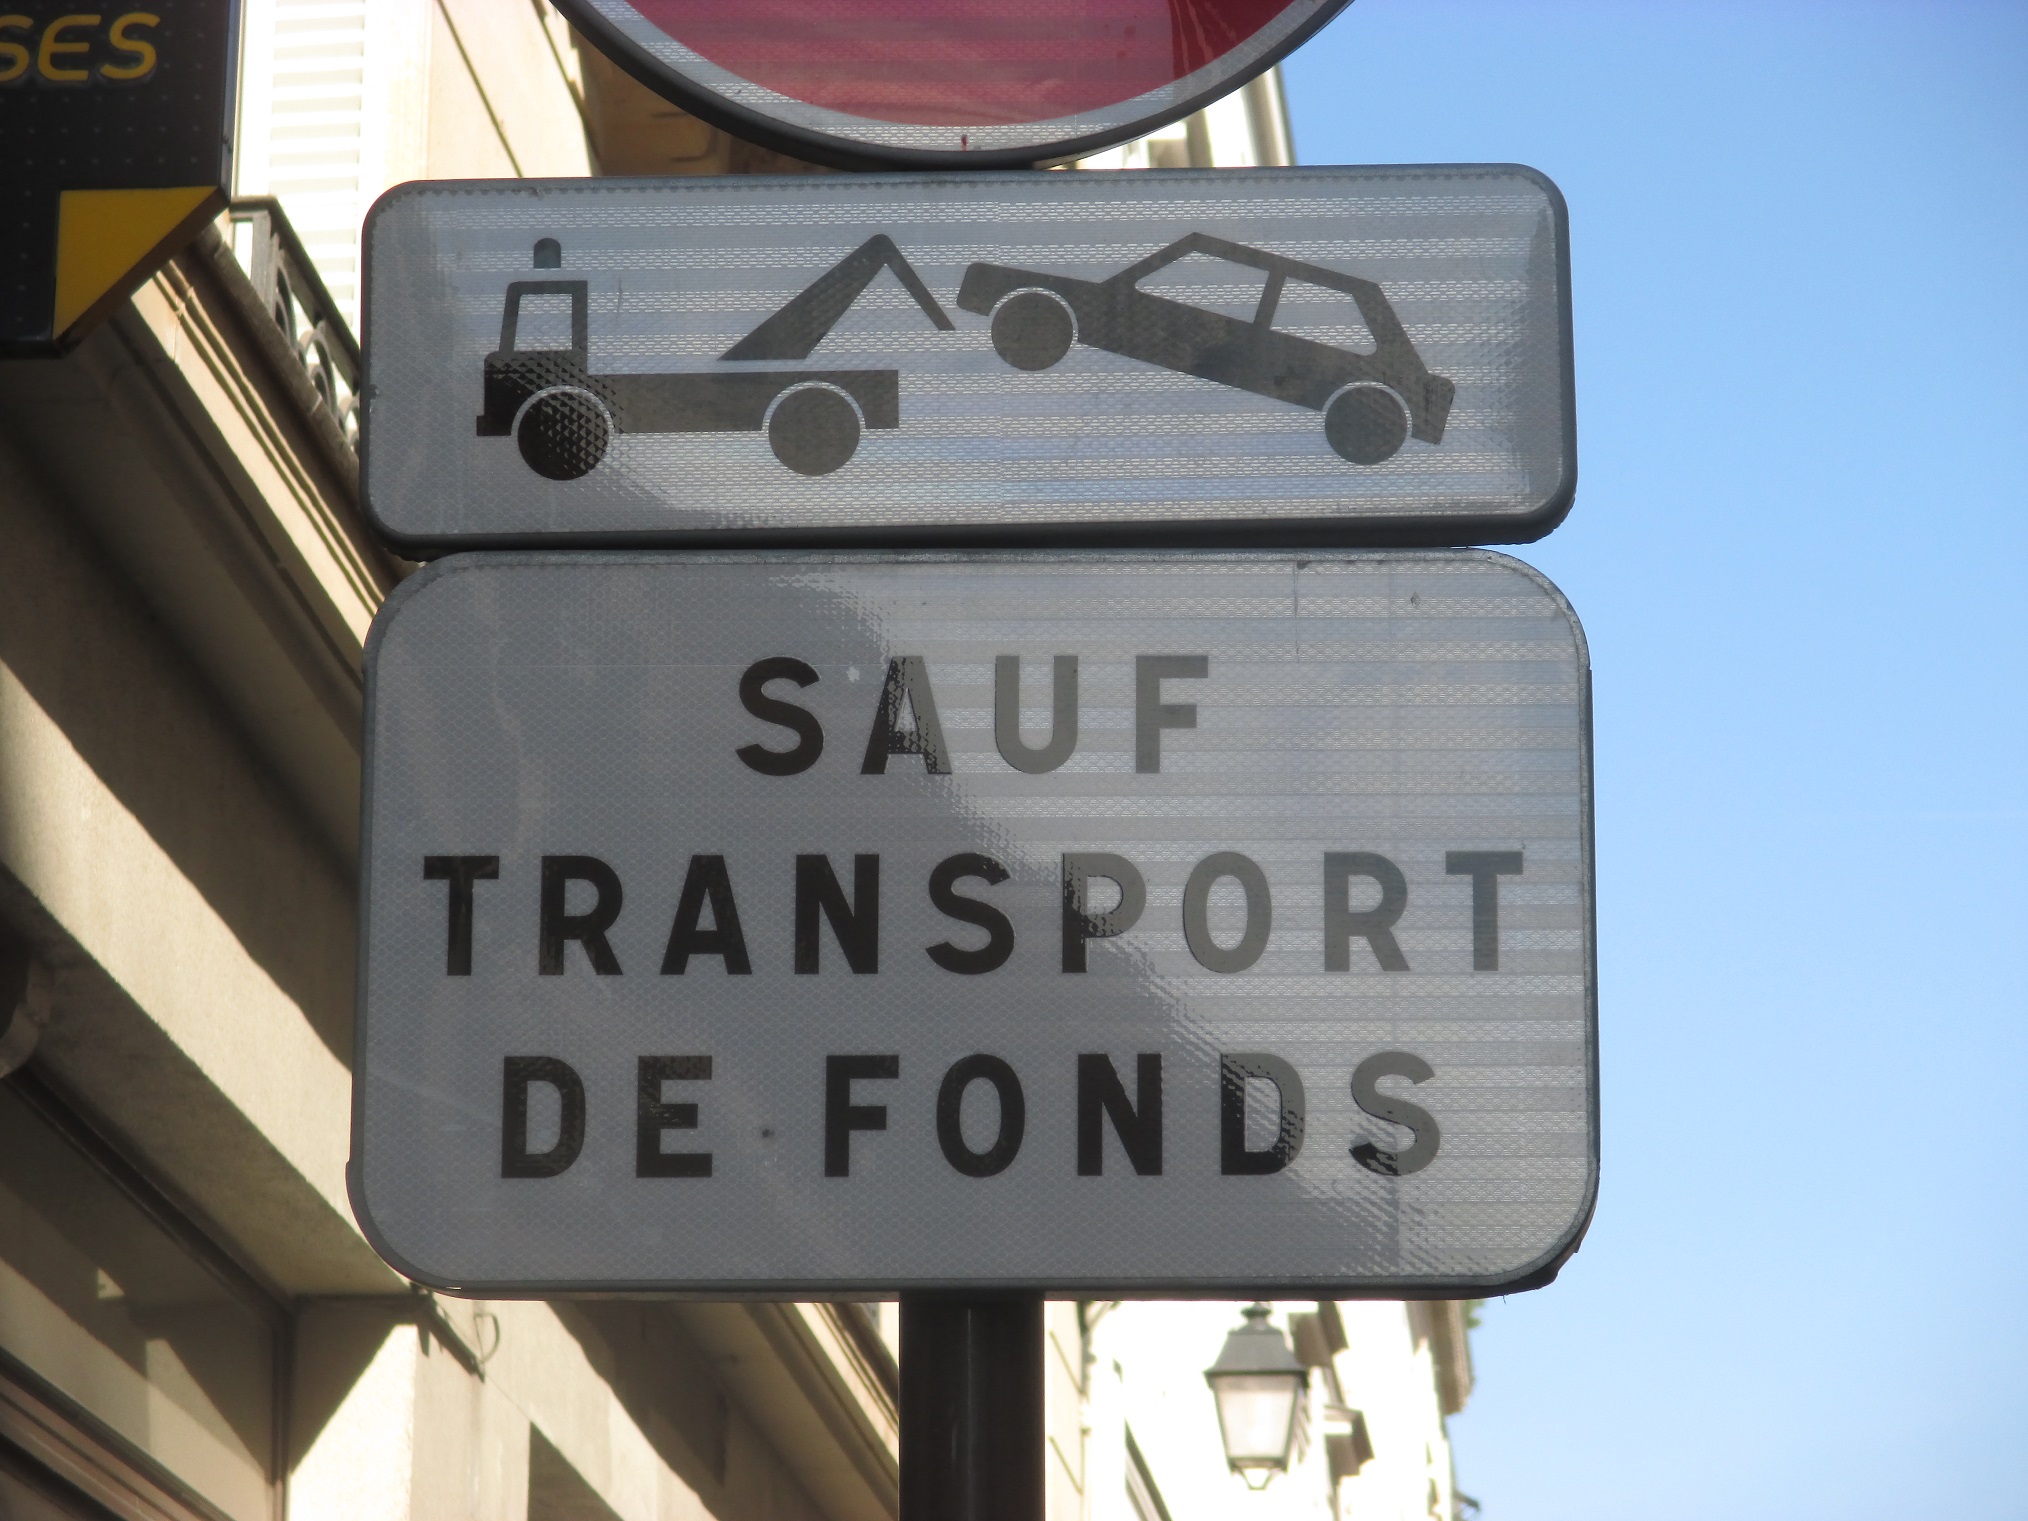 SES
SAUF
TRANSPORT
DE FONDS